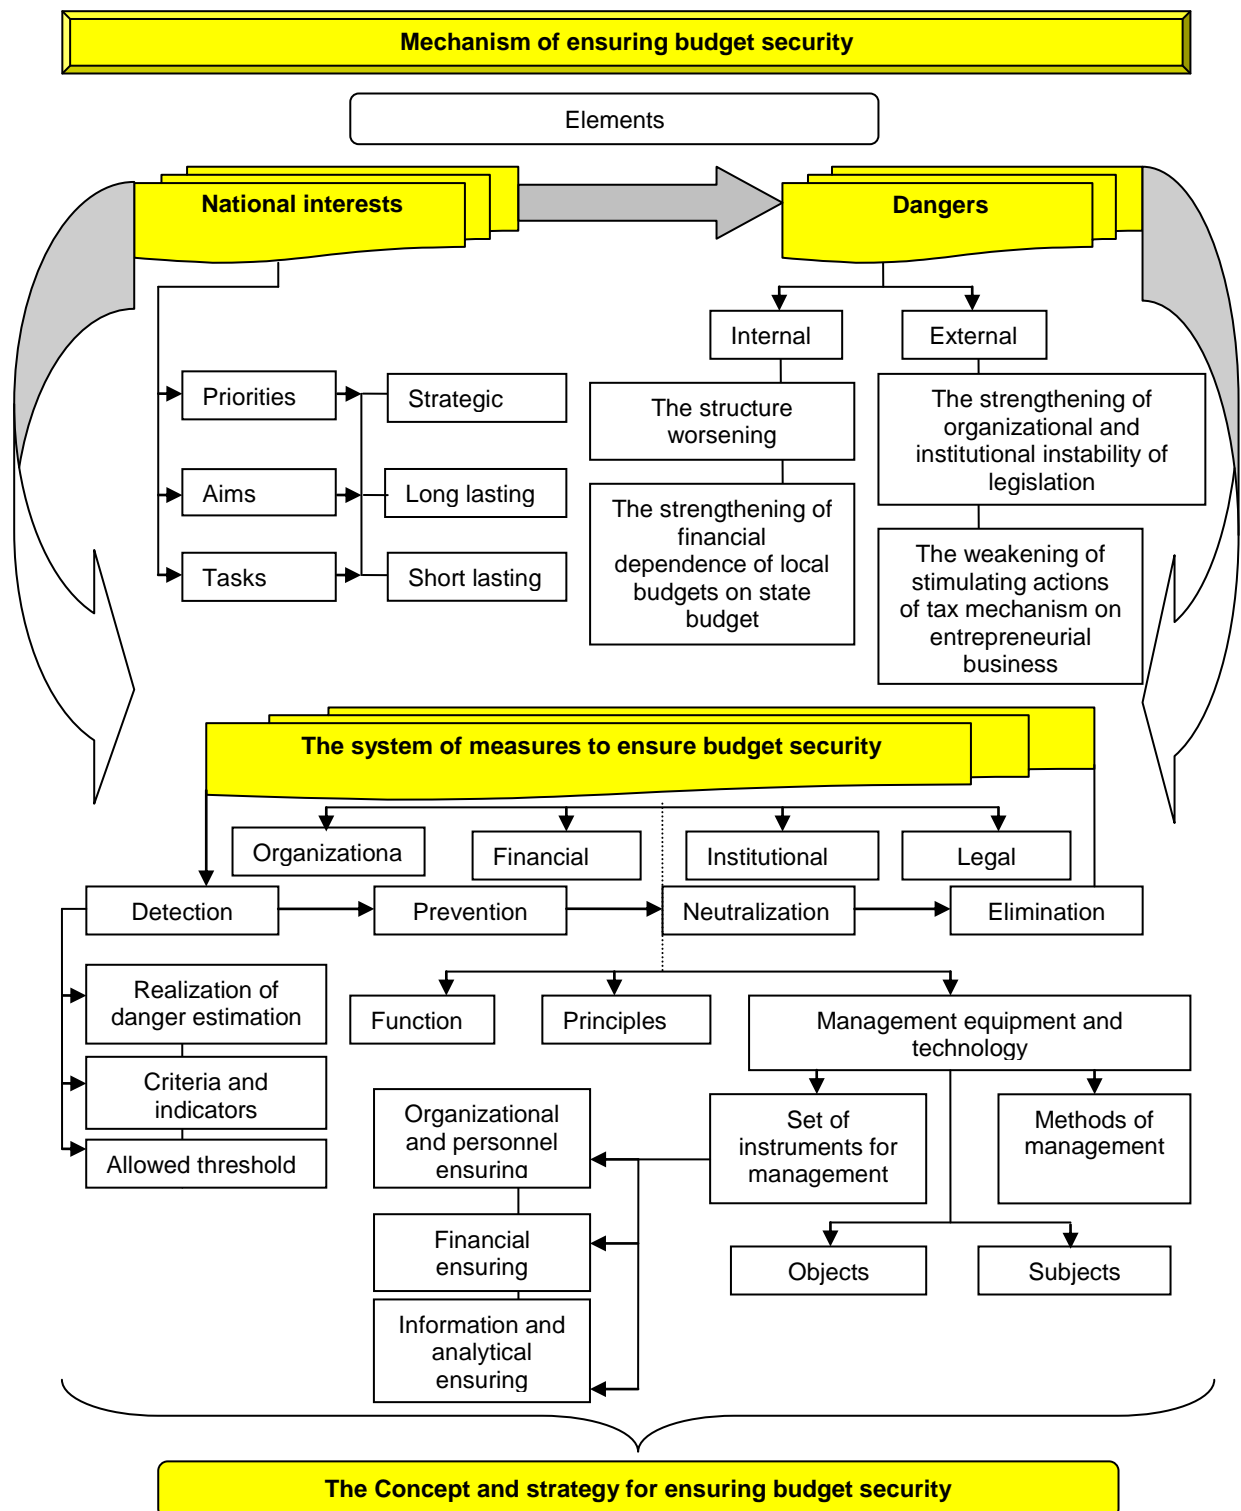 Mechanism of ensuring budget security
Elements
National interests
Dangers
Internal
External
Priorities
Strategic
The structure
worsening
The strengthening of
organizational and
institutional instability of
legislation
Aims
Long lasting
The strengthening of
financial
dependence of local
budgets on state
budget
Tasks
Short lasting
The weakening of
stimulating actions
of tax mechanism on
entrepreneurial
business
The system of measures to ensure budget security
Organizationa
Financial
Institutional
Legal
Detection
Prevention
Neutralization
Elimination
Realization of
danger estimation
Function
Principles
Management equipment and
technology
Criteria and
indicators
Allowed threshold
Organizational
and personnel
ensuring
Set of
instruments for
management
Methods of
management
Financial
ensuring
Objects
Subjects
Information and
analytical
ensuring
The Concept and strategy for ensuring budget security